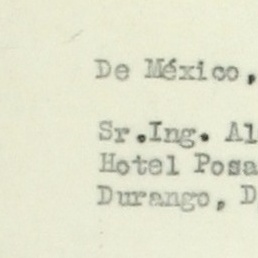 De México,
Sr.Ing. Al
Hotel Posa
Durango, D